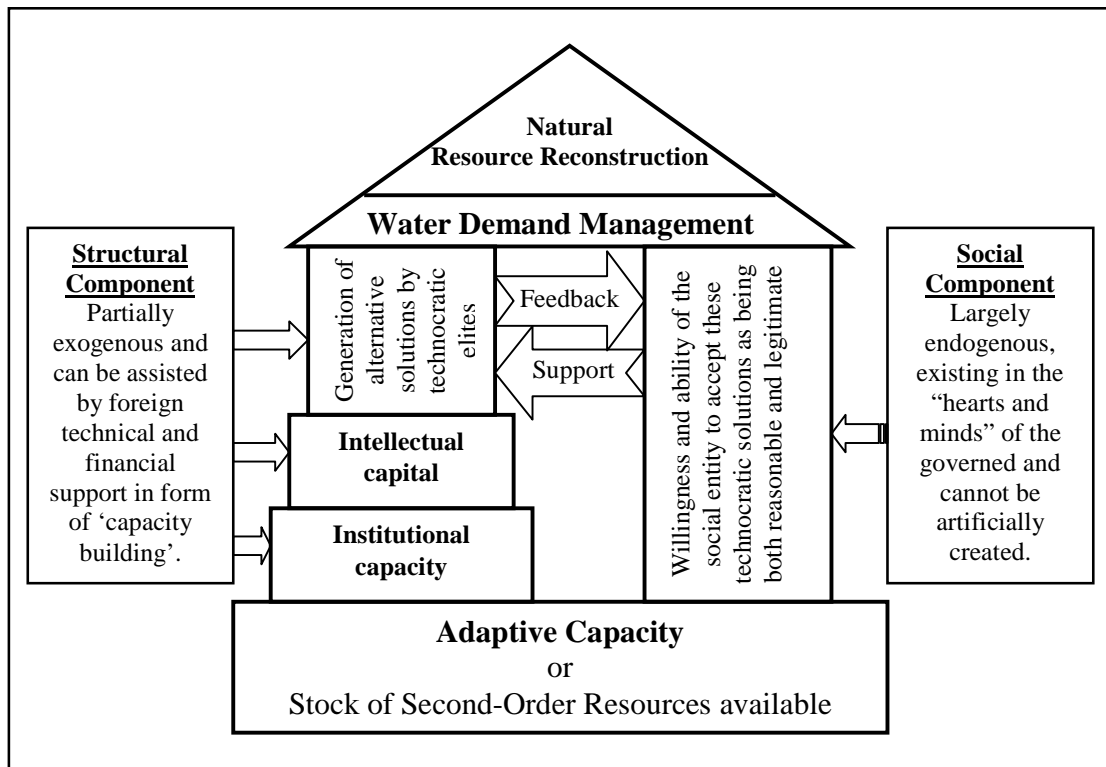 Natural
Resource Reconstruction
Water Demand Management
Structural
Component
Partially
exogenous and
can be assisted
by foreign
technical and
financial
support in form
of ‘capacity
building’.
Generation of
alternative
solutions by
technocratic
elites
Feedback
Support
Intellectual
capital
Institutional
capacity
Willingness and ability of the
social entity to accept these
technocratic solutions as being
both reasonable and legitimate
Social
Component
Largely
endogenous,
existing in the
“hearts and
minds” of the
governed and
cannot be
artificially
created.
Adaptive Capacity
or
Stock of Second-Order Resources available